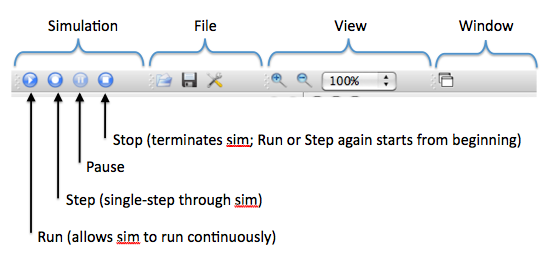 Simulation File View Window
100%
Stop (terminates sim; Run or Step again starts from beginning)
Pause
Step (single-step through sim)
Run (allows sim to run continuously)